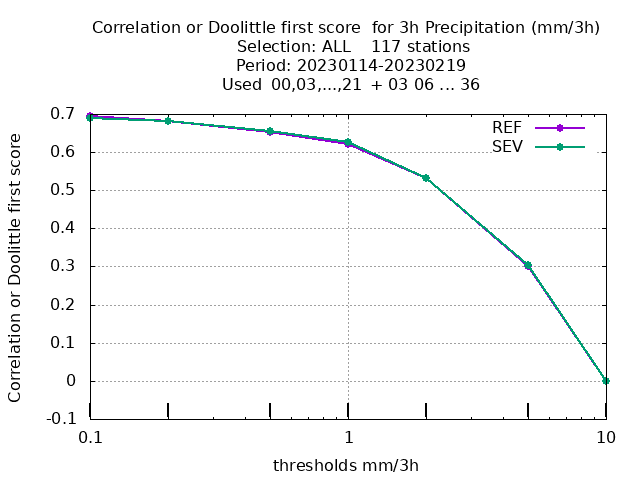 Correlation or Doolittle first score  for 3h Precipitation (mm/3h)
Selection: ALL    117 stations
Period: 20230114-20230219
Used  00,03,...,21  + 03 06 ... 36
Correlation or Doolittle first score
0.7
0.6
0.5
0.4
0.3
0.2
0.1
0
-0.1
REF
SEV
0.1
1
10
thresholds mm/3h